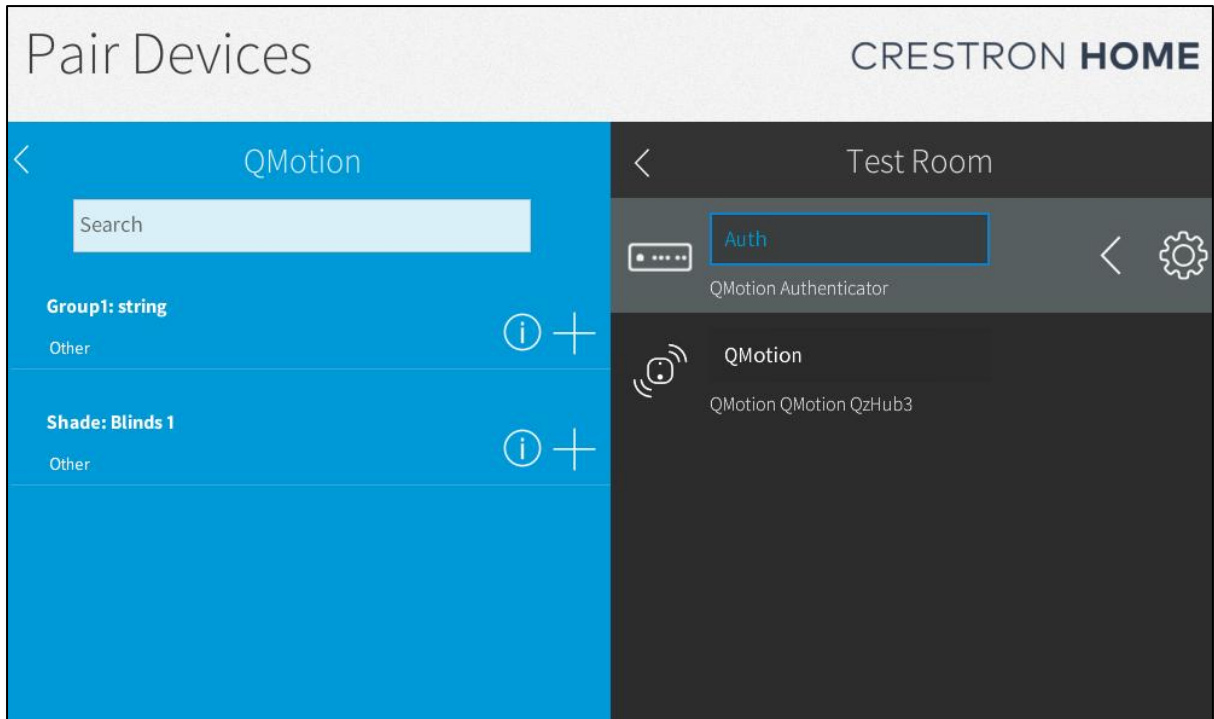 Pair Devices
CRESTRON HOME
QMotion
Search
Group1: string
Other
Shade: Blinds 1
Other
Test Room
Auth
QMotion Authenticator
QMotion
QMotion QMotion QzHub3